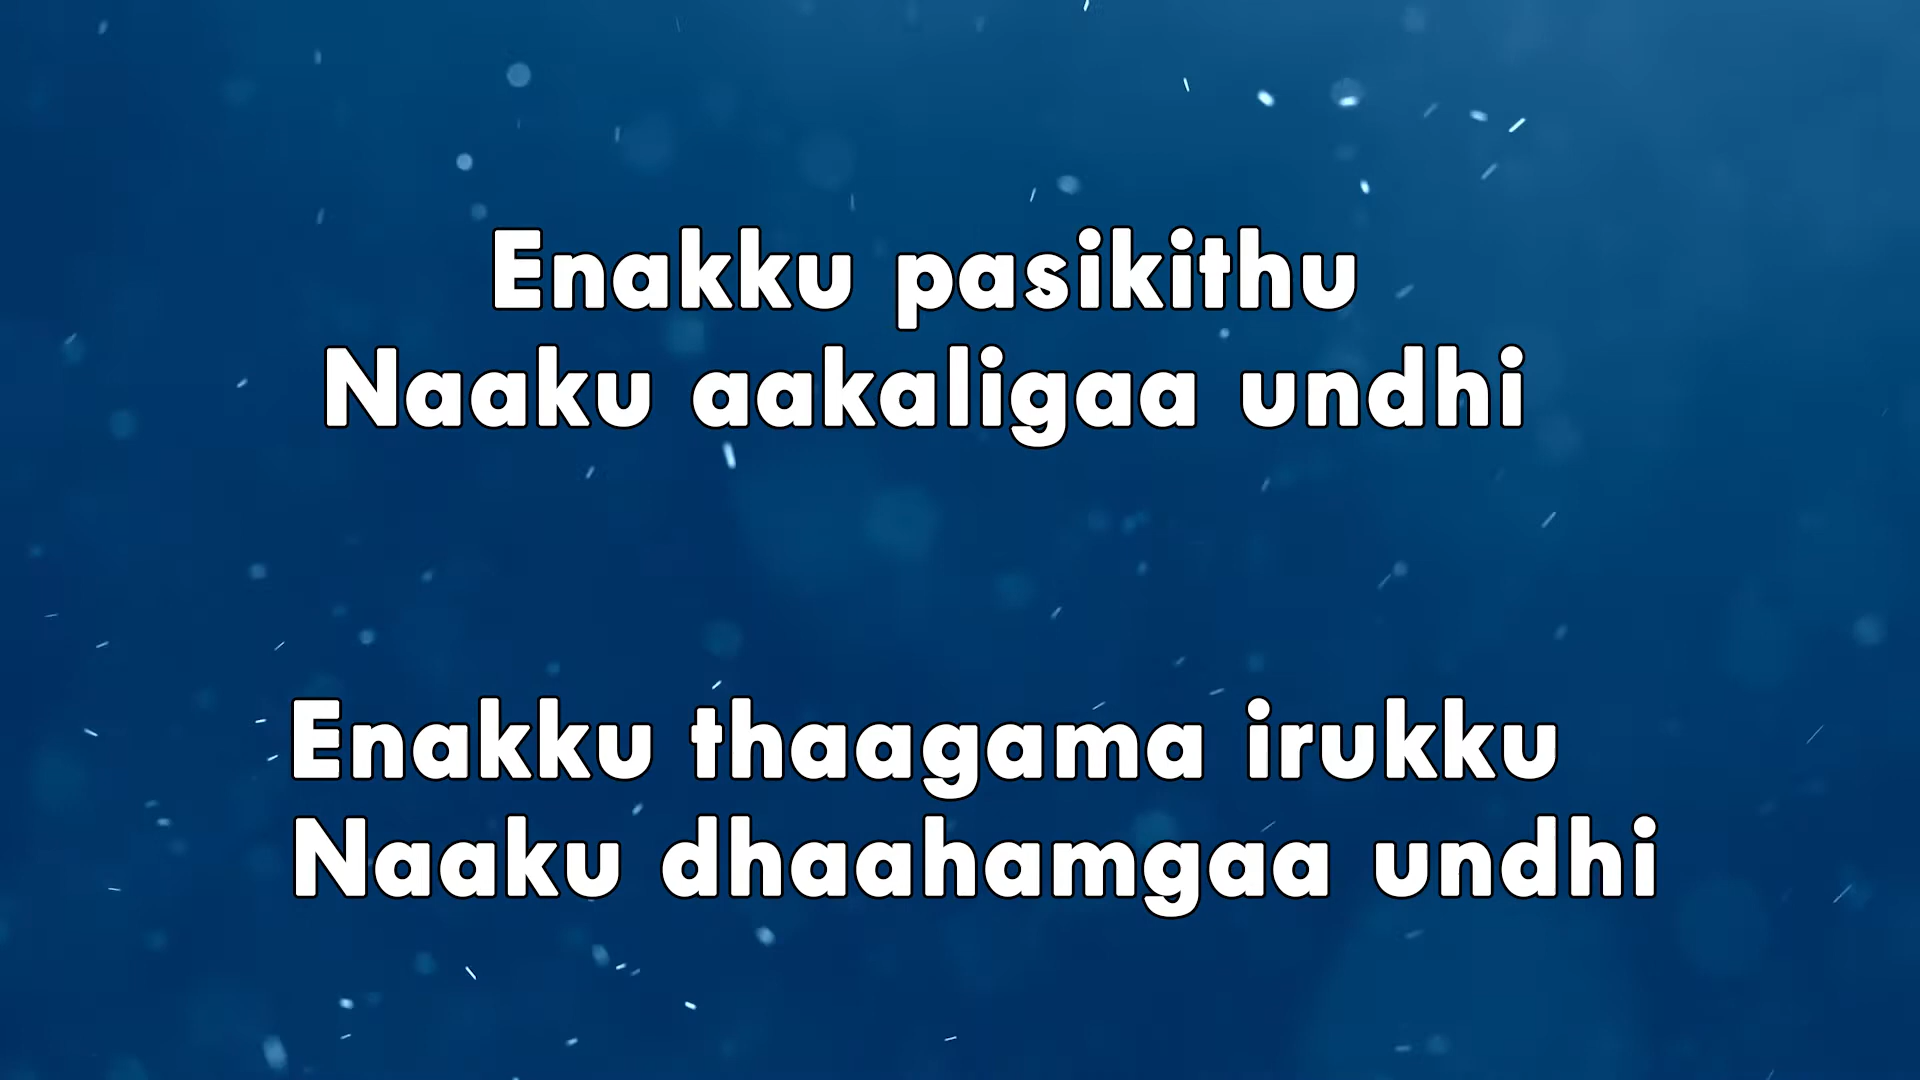 Enakku pasikithu
Naaku aakaligaa undhi
Enakku thaagama irukku
Naaku dhaahamgaa undhi